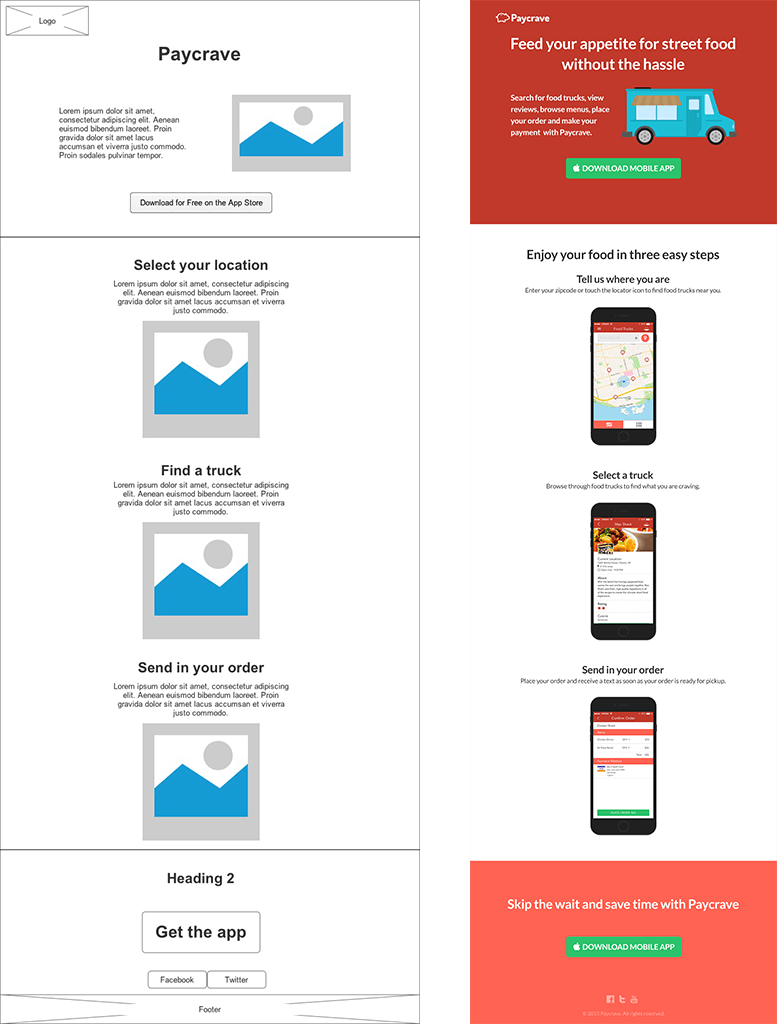 Logo
Paycrave
Lorem ipsum dolor sit amet,
consectetur adipiscing elit. Aenean
euismod bibendum laoreet. Proin
gravida dolor sit amet lacus
accumsan et viverra justo commodo.
Proin sodales pulvinar tempor.
Download for Free on the App Store
Select your location
Lorem ipsum dolor sit amet, consectetur adipiscing
elit. Aenean euismod bibendum laoreet. Proin
gravida dolor sit amet lacus accumsan et viverra
justo commodo.
Find a truck
Lorem ipsum dolor sit amet, consectetur adipiscing
elit. Aenean euismod bibendum laoreet. Proin
gravida dolor sit amet lacus accumsan et viverra
justo commodo.
Send in your order
Lorem ipsum dolor sit amet, consectetur adipiscing
elit. Aenean euismod bibendum laoreet. Proin
gravida dolor sit amet lacus accumsan et viverra
justo commodo.
Heading 2
Get the app
Facebook
Twitter
Footer
Paycrave
Feed your appetite for street food
without the hassle
Search for food trucks, view
reviews, browse menus, place
your order and make your
payment with Paycrave.
DOWNLOAD MOBILE APP
Enjoy your food in three easy steps
Tell us where you are
Enter your zipcode or touch the locator icon to find food trucks near you.
Food Trucks
Select a truck
Browse through food trucks to find what you are craving.
Current Location
About
Rating
Cuisine
Send in your order
Place your order and receive a text as soon as your order is ready for pickup.
Confirm Order
Payment Method
Skip the wait and save time with Paycrave
DOWNLOAD MOBILE APP
© 2015 Paycrave. All rights reserved.